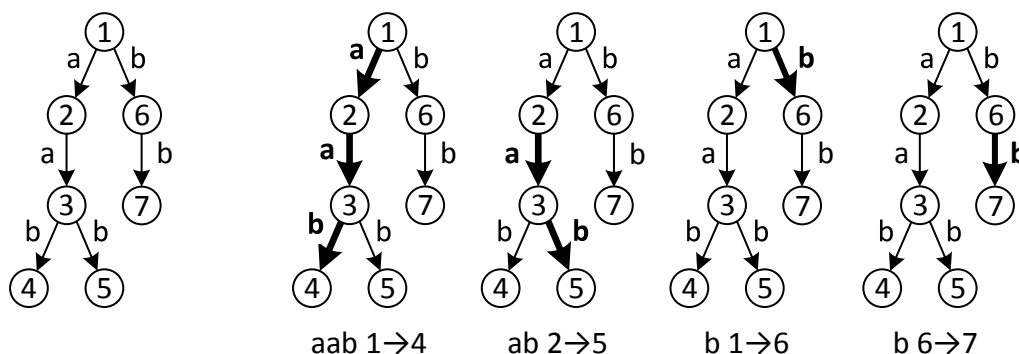 1 1 1 1 1
a b a b a b a b a b
2 6 2 6 2 6 2 6 2 6
a b a b a b a b a b
3 7 3 7 3 7 3 7 3 7
b b b b b b b b b b
4 5 4 5 4 5 4 5 4 5
aab 1→4 ab 2→5 b 1→6 b 6→7